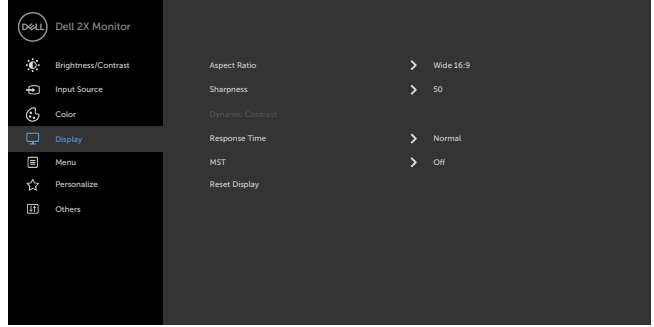 DELL Dell 2X Monitor
Brightness/Contrast
Input Source
Color
Display
Menu
Personalize
Others
Aspect Ratio Wide 16:9
Sharpness 50
Dynamic Contrast
Response Time Normal
MST Off
Reset Display